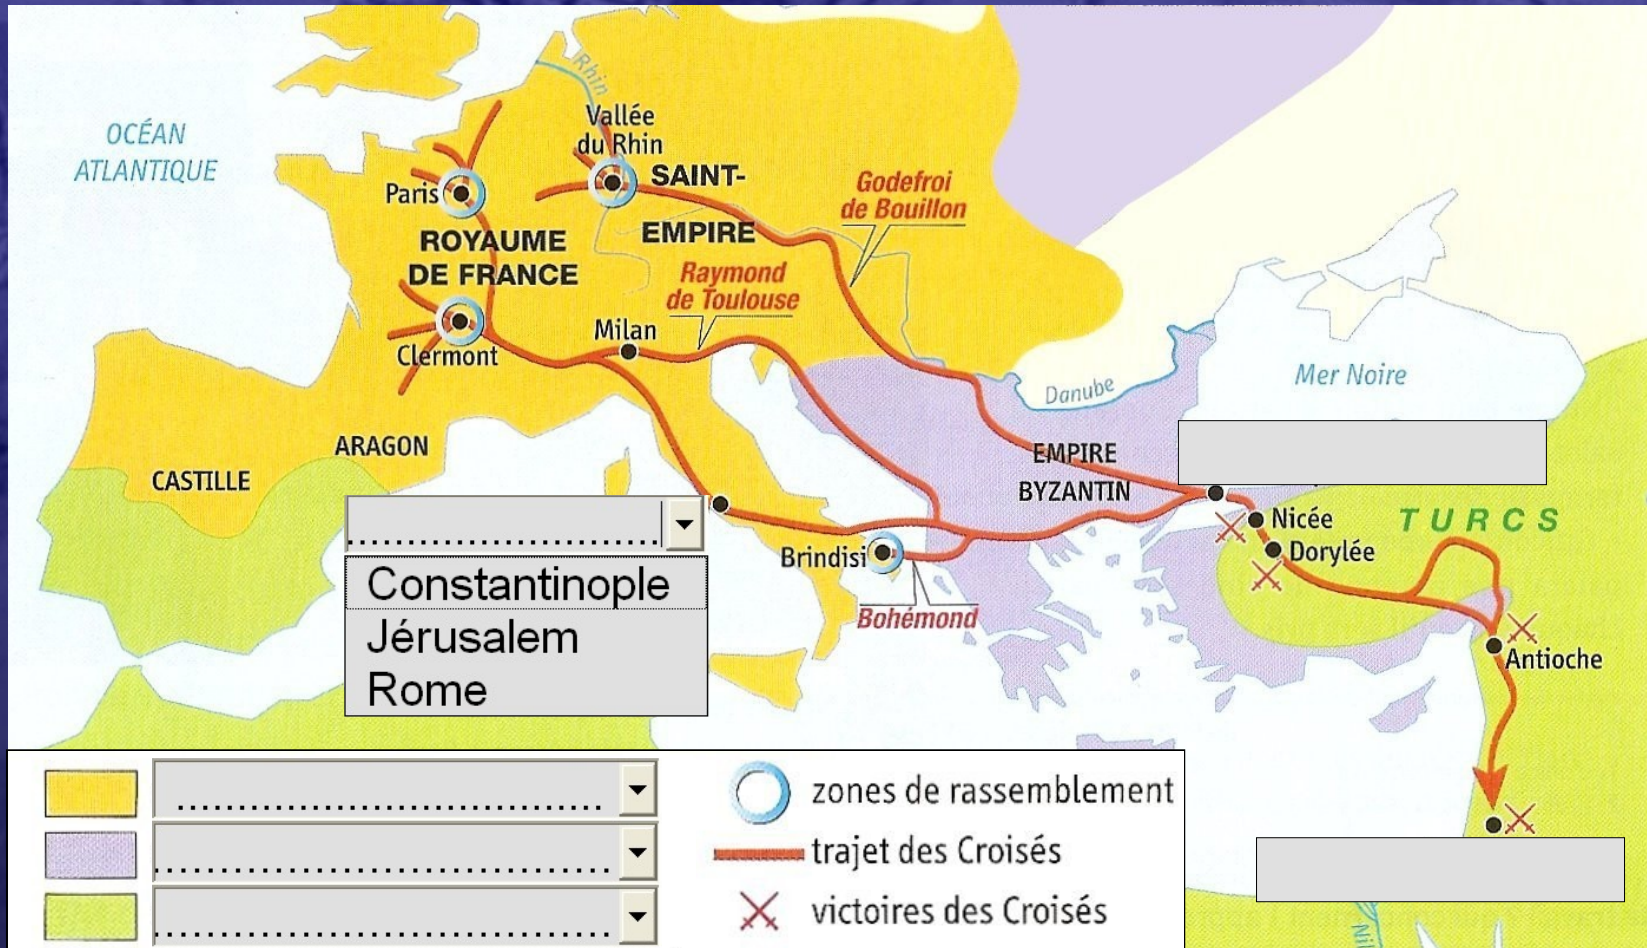 OCÉAN
ATLANTIQUE
Rhin
Vallée
du Rhin
Paris
SAINT-
EMPIRE
Godefroi
de Bouillon
ROYAUME
DE FRANCE
Raymond
de Toulouse
Milan
Clermont
Danube
Mer Noire
ARAGON
CASTILLE
EMPIRE
BYZANTIN
Nicée
TURCS
Dorylée
Brindisi
Bohémond
Antioche
..........................
Constantinople
Jérusalem
Rome
...................................
.....................................
.....................................
zones de rassemblement
trajet des Croisés
victoires des Croisés
Nil